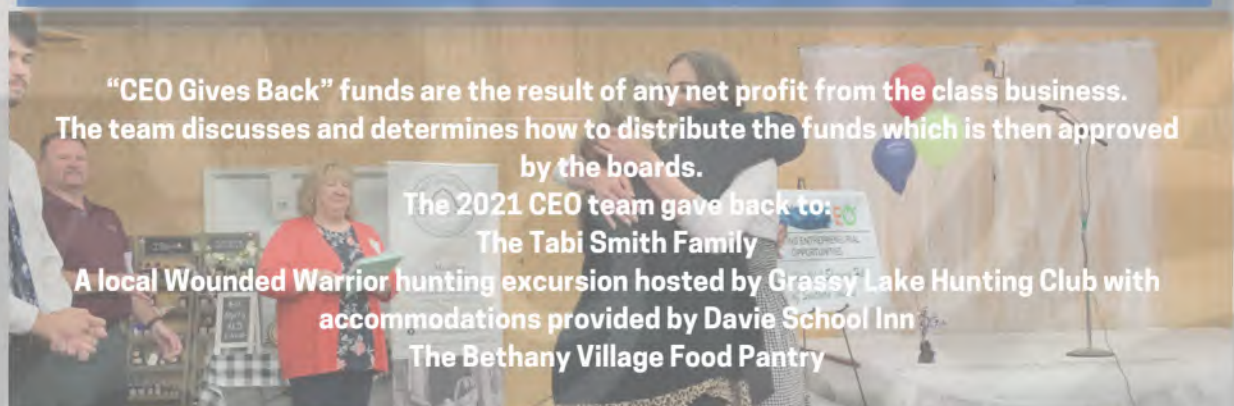 “CEO Gives Back” funds are the result of any net profit from the class business.
The team discusses and determines how to distribute the funds which is then approved
by the boards.
The 2021 CEO team gave back to:
The Tabi Smith Family
A local Wounded Warrior hunting excursion hosted by Grassy Lake Hunting Club with
accommodations provided by Davie School Inn
The Bethany Village Food Pantry
ENTREPRENEURIAL
OPPORTUNITIES